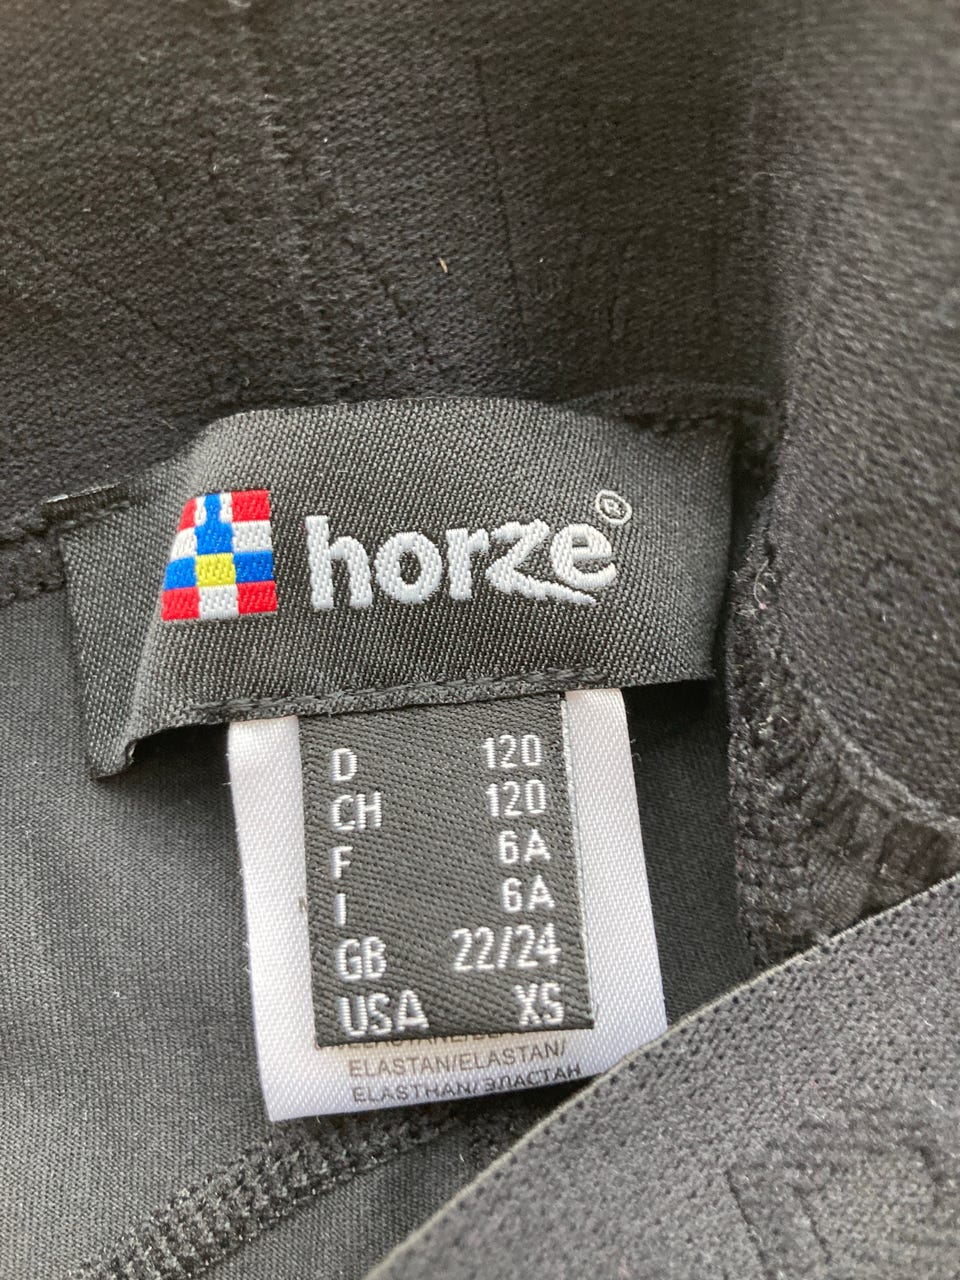 horze®
D 120
CH 120
F 6A
I 6A
GB 22/24
USA XS
ELASTAN/ELASTAN/
ELASTHAN/ ЭЛАСТАН